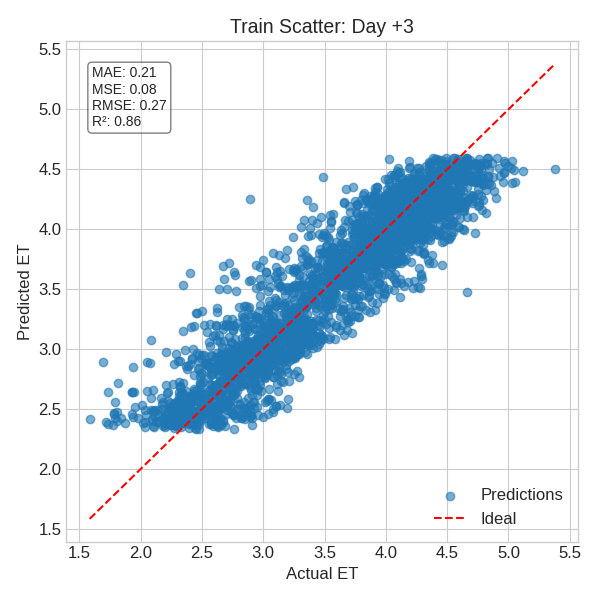 Train Scatter: Day +3
MAE: 0.21
MSE: 0.08
RMSE: 0.27
R²: 0.86
5.5
5.0
4.5
4.0
3.5
3.0
2.5
2.0
1.5
Predicted ET
Predictions
Ideal
1.5 2.0 2.5 3.0 3.5 4.0 4.5 5.0 5.5
Actual ET